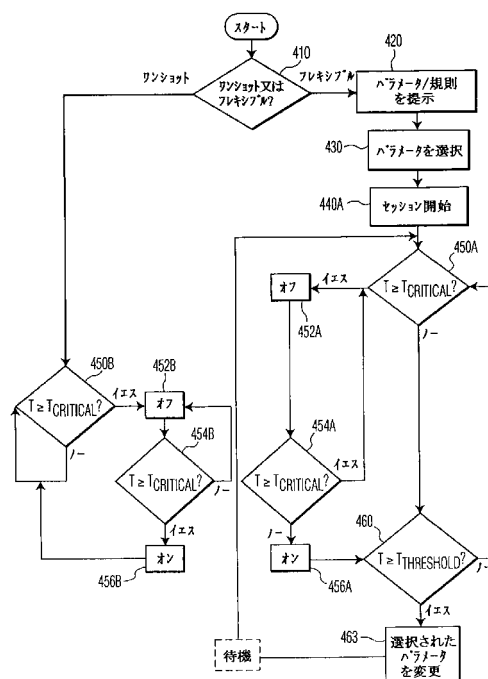 スタート
410
ワンショット
ワンショット又は
フレキシブル?
フレキシブル
420
パラメータ/規則
を提示
430
パラメータを選択
440A
セッション開始
450A
T ≥ TCRITICAL?
イエス
ノー
オフ
452A
450B
T ≥ TCRITICAL?
イエス
ノー
452B
オフ
454B
T ≥ TCRITICAL?
ノー
イエス
オン
456B
454A
T ≥ TCRITICAL?
イエス
ノー
オン
456A
460
T ≥ TTHRESHOLD?
ノー
イエス
463
選択された
パラメータ
を変更
待機